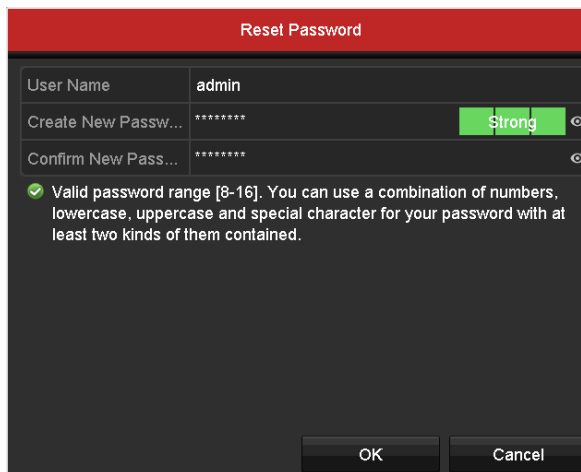 Reset Password
User Name admin
Create New Passw... ******** Strong
Confirm New Pass... ********
Valid password range [8-16]. You can use a combination of numbers,
lowercase, uppercase and special character for your password with at
least two kinds of them contained.
OK Cancel